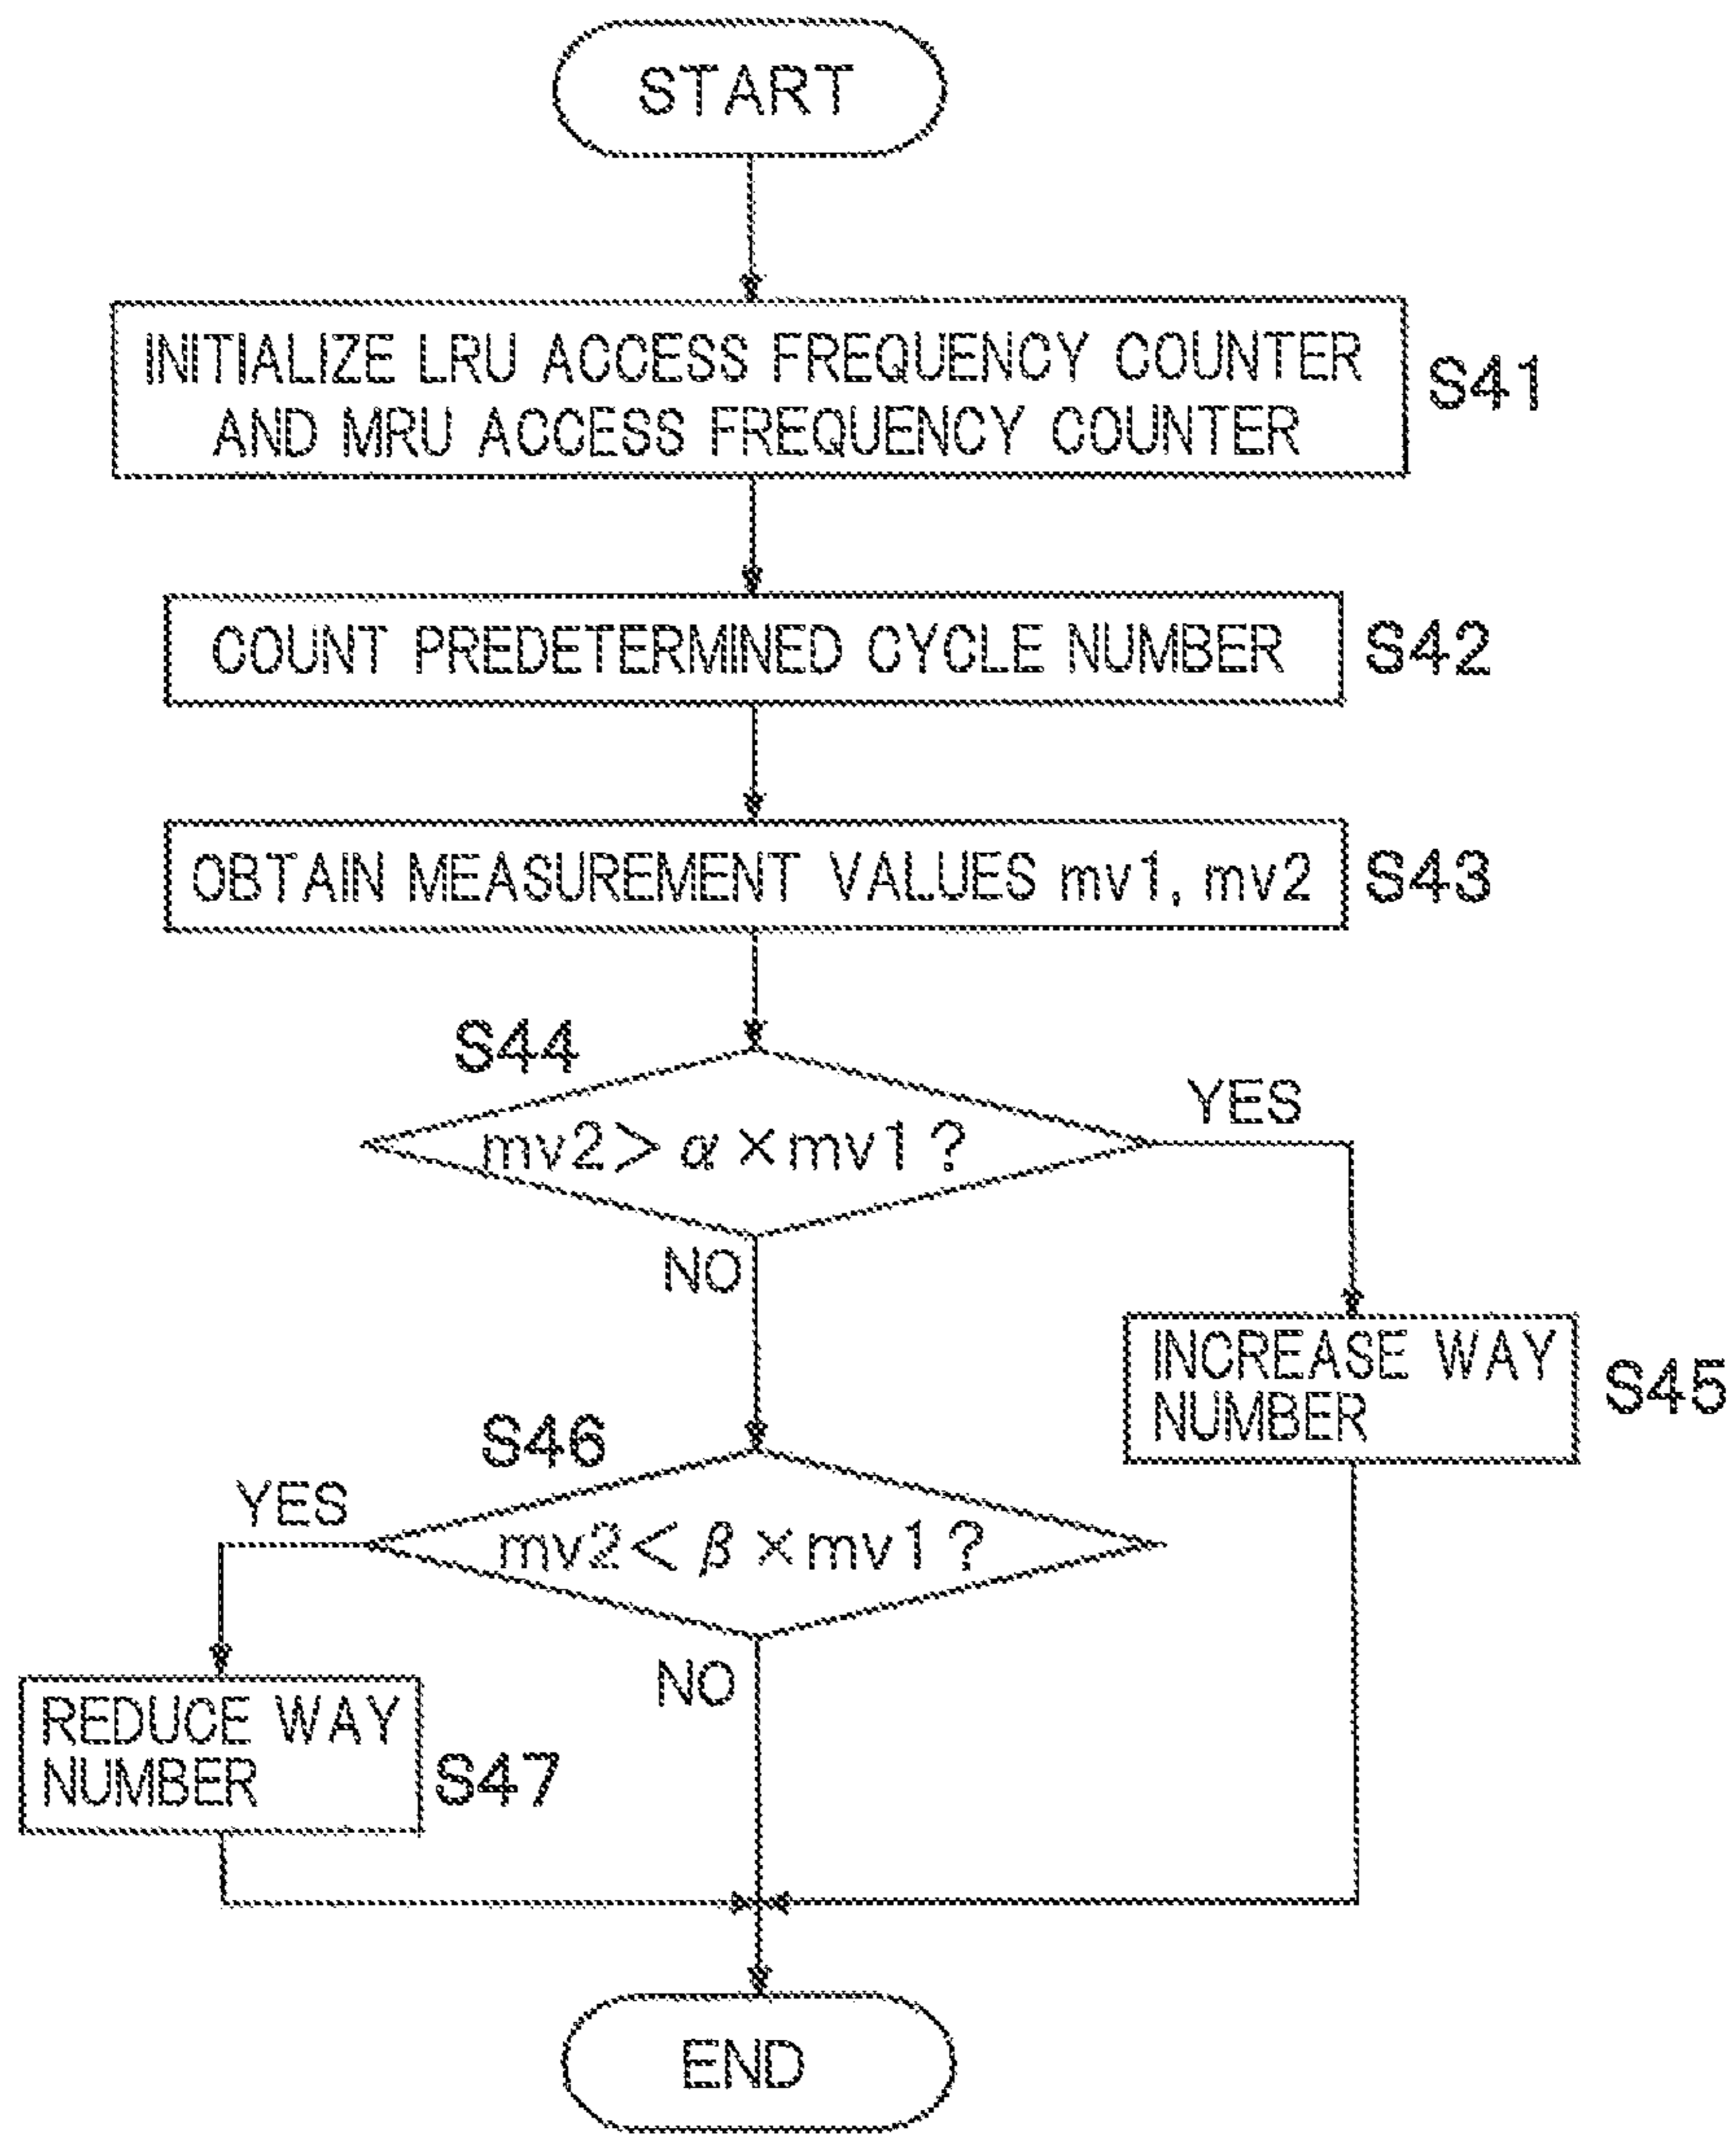 START
INITIALIZE LRU ACCESS FREQUENCY COUNTER
AND MRU ACCESS FREQUENCY COUNTER
S41
COUNT PREDETERMINED CYCLE NUMBER
S42
OBTAIN MEASUREMENT VALUES mv1, mv2
S43
S44
mv2>α×mv1?
YES
NO
INCREASE WAY
NUMBER
S45
S46
mv2<β×mv1?
YES
NO
REDUCE WAY
NUMBER
S47
END